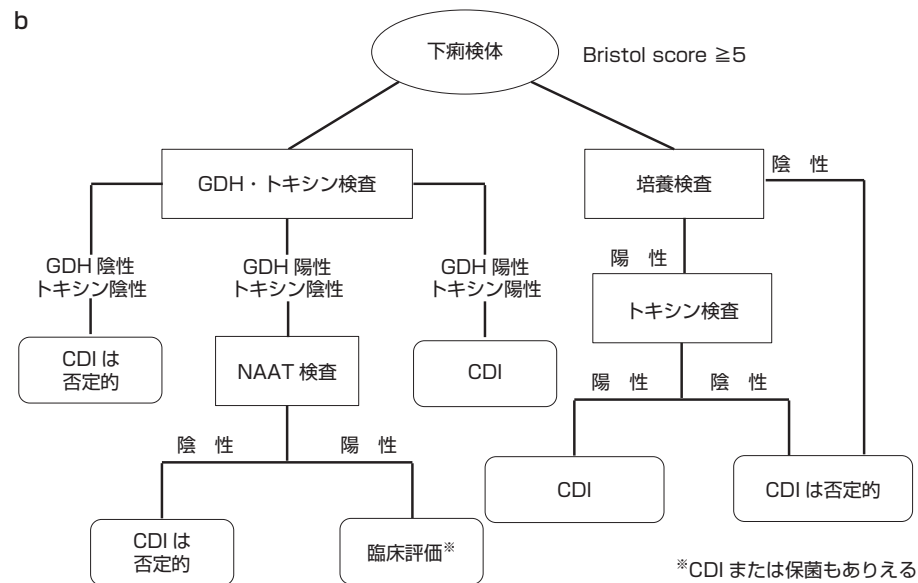 b
下痢検体
Bristol score ≧5
GDH・トキシン検査
培養検査
陰 性
GDH 陰性
トキシン陰性
GDH 陽性
トキシン陰性
GDH 陽性
トキシン陽性
陽 性
トキシン検査
CDI は
否定的
NAAT 検査
CDI
陽 性
陰 性
陰 性
陽 性
CDI
CDI は否定的
CDI は
否定的
臨床評価※
※CDI または保菌もありえる